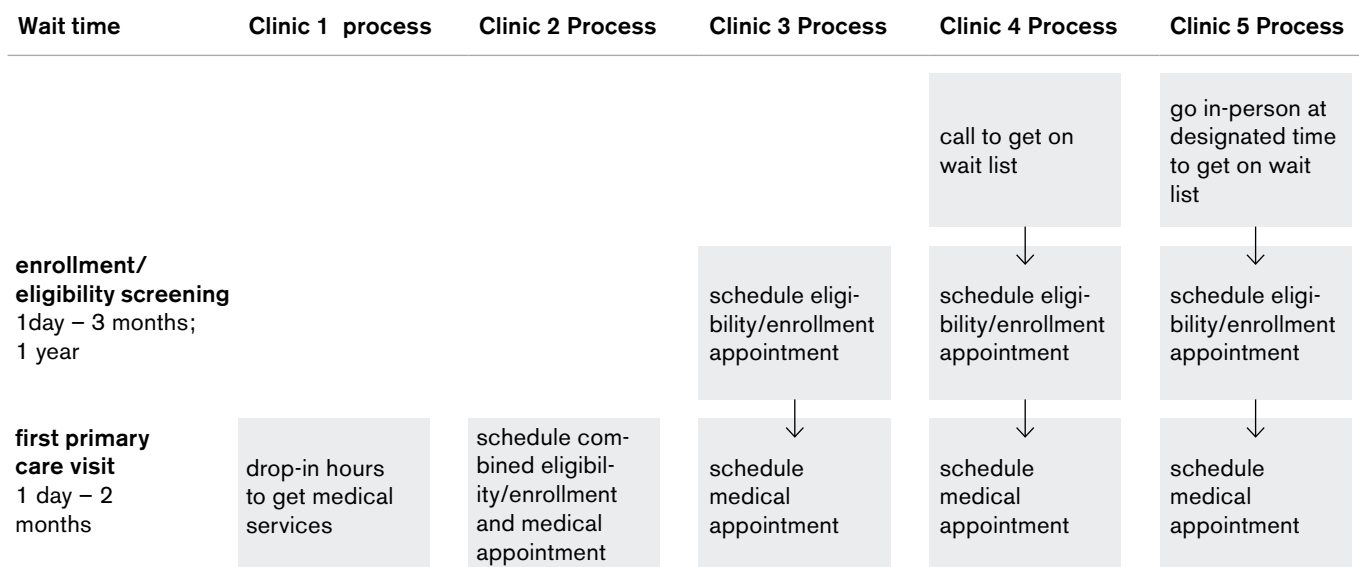 Wait time
Clinic 1 process
Clinic 2 Process
Clinic 3 Process
Clinic 4 Process
Clinic 5 Process
call to get on
wait list
go in-person at
designated time
to get on wait
list
enrollment/
eligibility screening
1day – 3 months;
1 year
schedule eligi-
bility/enrollment
appointment
schedule eligi-
bility/enrollment
appointment
schedule eligi-
bility/enrollment
appointment
first primary
care visit
1 day – 2
months
drop-in hours
to get medical
services
schedule com-
bined eligibil-
ity/enrollment
and medical
appointment
schedule
medical
appointment
schedule
medical
appointment
schedule
medical
appointment